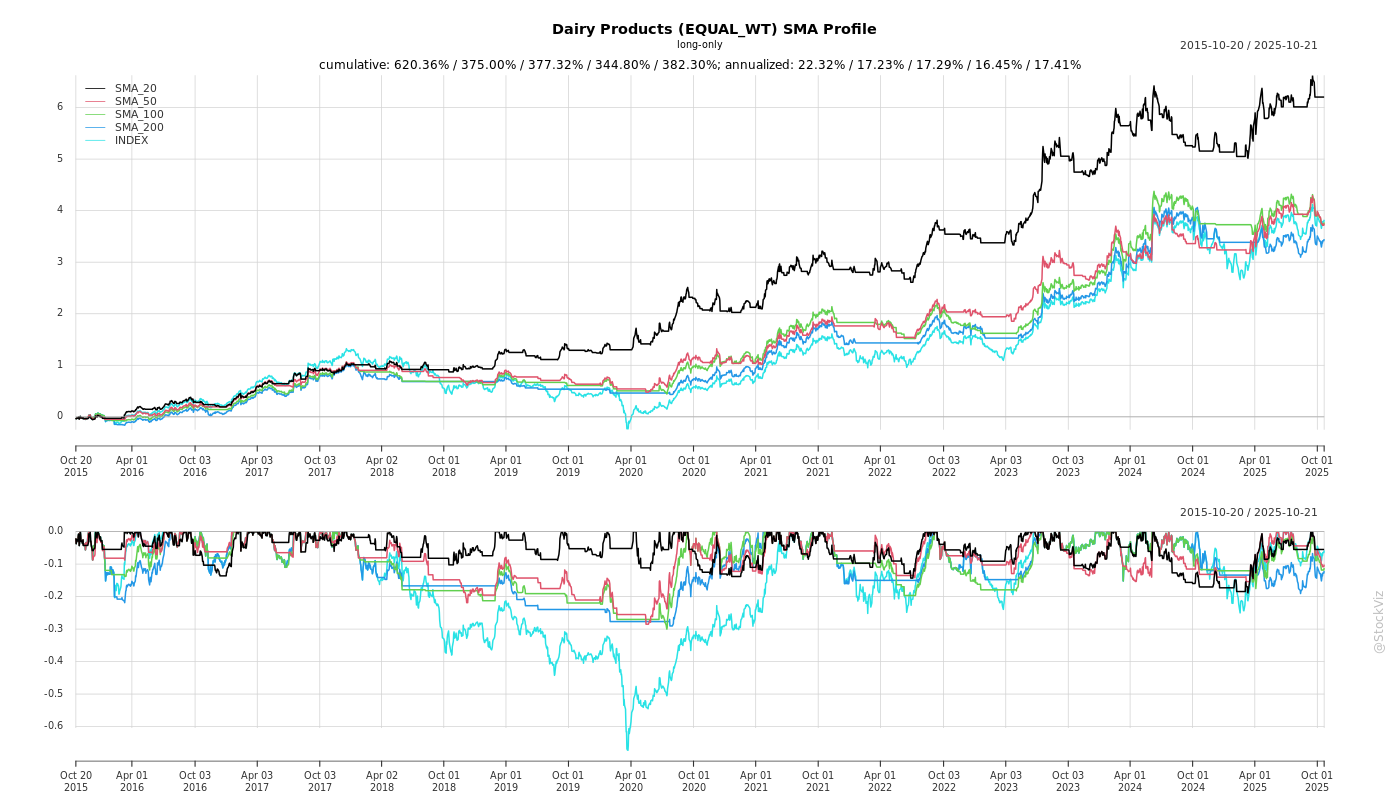 Dairy Products (EQUAL_WT) SMA Profile
long-only
2015-10-20 / 2025-10-21
cumulative: 620.36% / 375.00% / 377.32% / 344.80% / 382.30%; annualized: 22.32% / 17.23% / 17.29% / 16.45% / 17.41%
SMA_20
SMA_50
SMA_100
SMA_200
INDEX
6
5
4
3
2
1
0
Oct 20 Apr 01 Oct 03 Apr 03 Oct 03 Apr 02 Oct 01 Apr 01 Oct 01 Apr 01 Oct 01 Apr 01 Oct 01 Apr 01 Oct 03 Apr 03 Oct 03 Apr 01 Oct 01 Apr 01 Oct 01
2015 2016 2016 2017 2017 2018 2018 2019 2019 2020 2020 2021 2021 2022 2022 2023 2023 2024 2024 2025 2025
2015-10-20 / 2025-10-21
0.0
-0.1
-0.2
-0.3
-0.4
-0.5
-0.6
Oct 20 Apr 01 Oct 03 Apr 03 Oct 03 Apr 02 Oct 01 Apr 01 Oct 01 Apr 01 Oct 01 Apr 01 Oct 01 Apr 01 Oct 03 Apr 03 Oct 03 Apr 01 Oct 01 Apr 01 Oct 01
2015 2016 2016 2017 2017 2018 2018 2019 2019 2020 2020 2021 2021 2022 2022 2023 2023 2024 2024 2025 2025
@StockViz